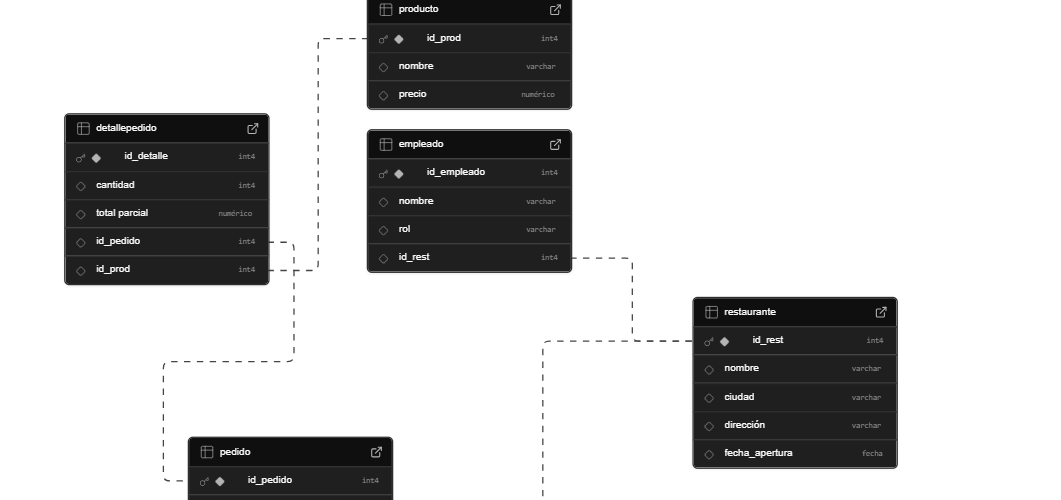 producto
id_prod int4
nombre varchar
precio numérico
detallepedido
id_detalle int4
cantidad int4
total parcial numérico
id_pedido int4
id_prod int4
empleado
id_empleado int4
nombre varchar
rol varchar
id_rest int4
restaurante
id_rest int4
nombre varchar
ciudad varchar
dirección varchar
fecha_apertura fecha
pedido
id_pedido int4